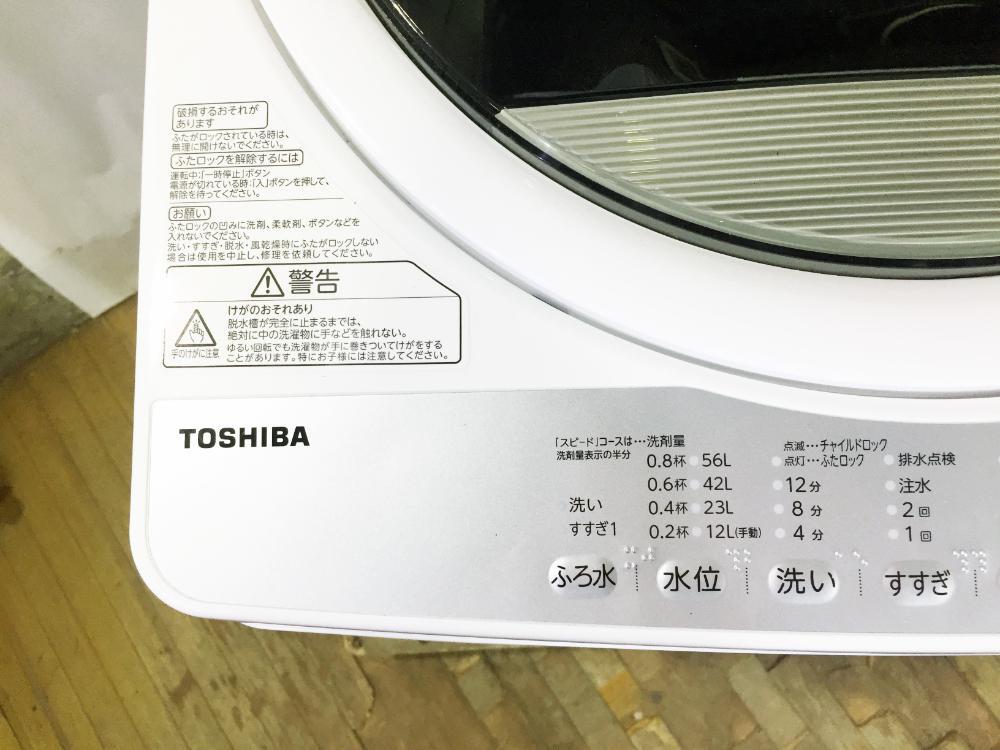 破損するおそれが
あります
ふたがロックされている時は、
無理に開けないでください。
ふたロックを解除するには
運転中:「一時停止」ボタン
電源が切れている時:「入」ボタンを押して、
解除を待ってください。
お願い
ふたロックの凹みに洗剤、柔軟剤、ボタンなどを
入れないでください。
洗い・すすぎ・脱水・風乾燥時にふたがロックしない
場合は使用を中止し、修理を依頼してください。
警告
けがのおそれあり
脱水槽が完全に止まるまでは、
絶対に中の洗濯物に手などを触れない。
ゆるい回転でも洗濯物が手に巻きついてけがをする
ことがあります。特にお子様には注意してください。
手のけがに注意
TOSHIBA
「スピード」コースは…洗剤量
洗剤量表示の半分
0.8杯 56L
0.6杯 42L
0.4杯 23L
0.2杯 12L(手動)
洗い
すすぎ1
点滅…チャイルドロック
点灯…ふたロック
12分
8分
4分
排水点検
注水
2回
1回
ふろ水
水位
洗い
すすぎ